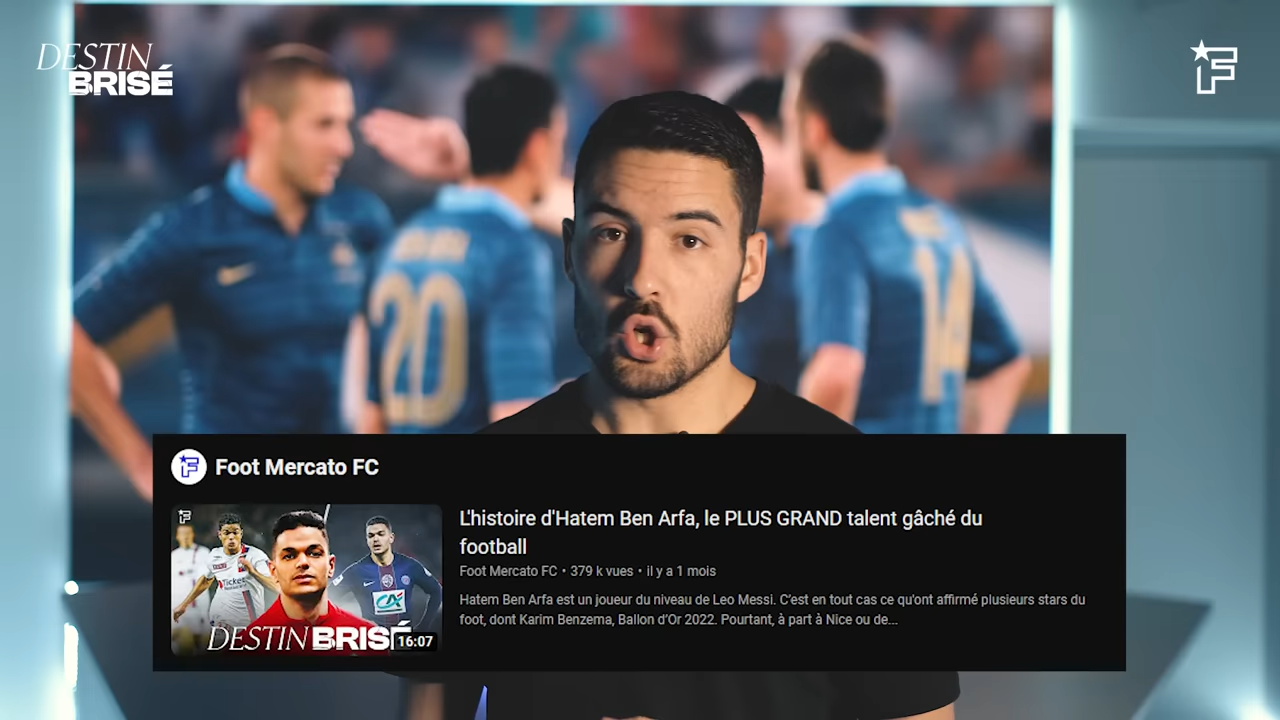 DESTIN
BRISÉ
20
14
Foot Mercato FC
L'histoire d'Hatem Ben Arfa, le PLUS GRAND talent gâché du
football
Foot Mercato FC • 379 k vues • il y a 1 mois
Hatem Ben Arfa est un joueur du niveau de Leo Messi. C'est en tout cas ce qu'ont affirmé plusieurs stars du
foot, dont Karim Benzema, Ballon d'Or 2022. Pourtant, à part à Nice ou de...
DESTIN BRISÉ
16:07